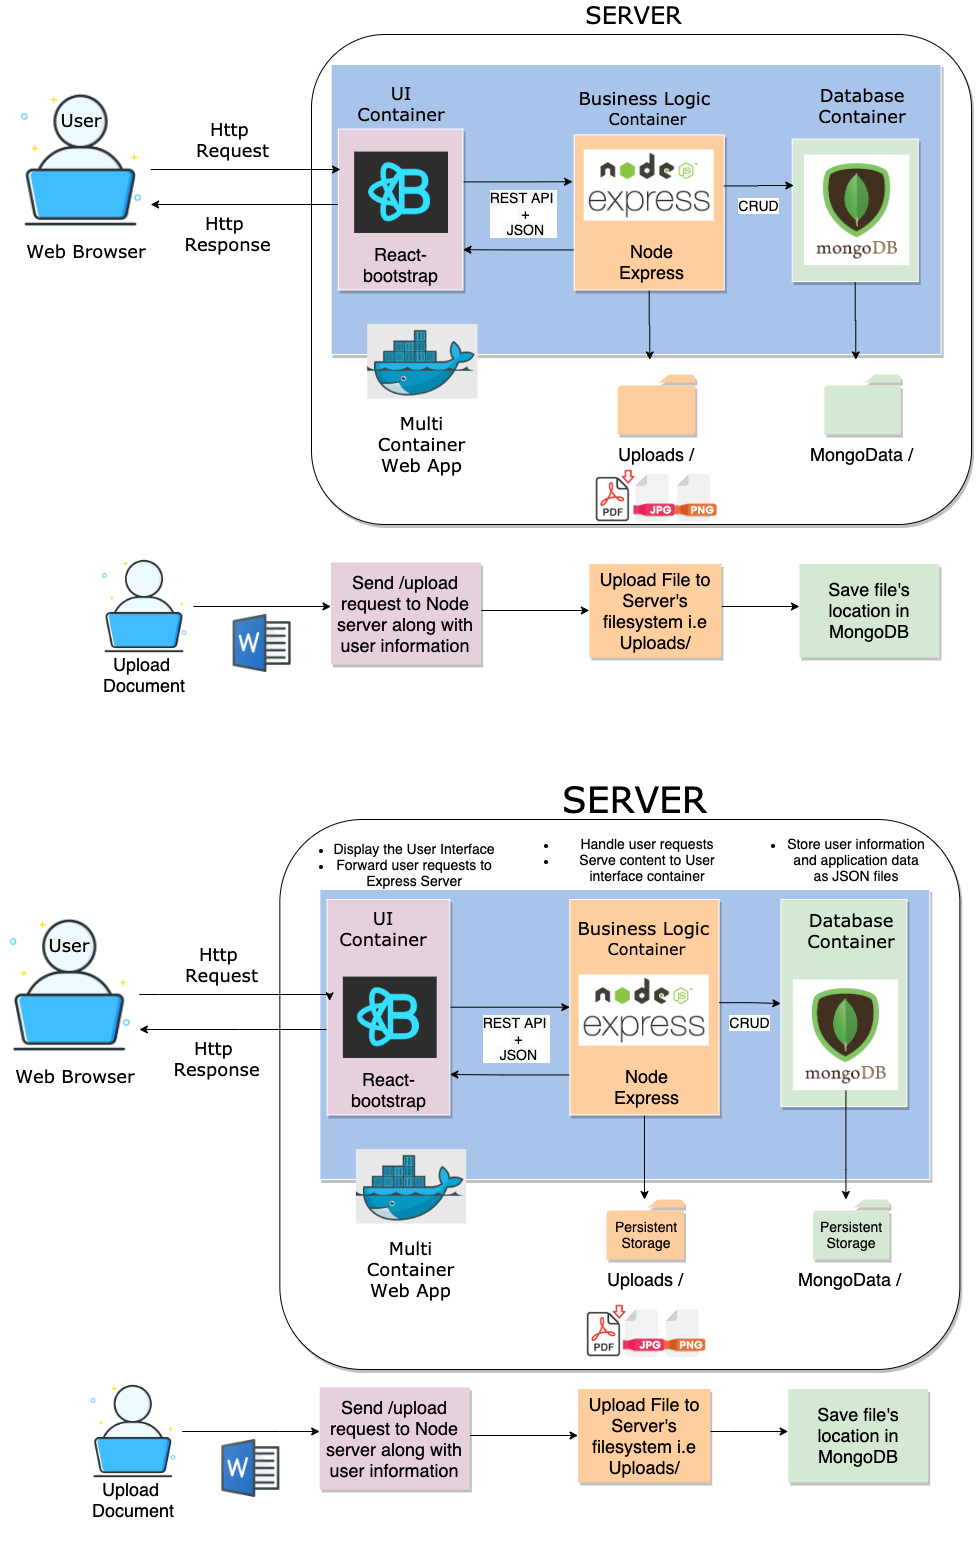 SERVER
User
Web Browser
Http
Request
Http
Response
UI
Container
React-
bootstrap
REST API
+
JSON
Business Logic
Container
node
JS
express
Node
Express
CRUD
Database
Container
mongoDB
Multi
Container
Web App
Uploads /
MongoData /
PDF
JPG
PNG
Upload
Document
W
Send /upload
request to Node
server along with
user information
Upload File to
Server's
filesystem i.e
Uploads/
Save file's
location in
MongoDB
SERVER
• Display the User Interface
• Forward user requests to
Express Server
• Handle user requests
• Serve content to User
interface container
• Store user information
and application data
as JSON files
User
Web Browser
Http
Request
Http
Response
UI
Container
React-
bootstrap
REST API
+
JSON
Business Logic
Container
node
JS
express
Node
Express
CRUD
Database
Container
mongoDB
Multi
Container
Web App
Persistent
Storage
Uploads /
Persistent
Storage
MongoData /
PDF
JPG
PNG
Upload
Document
W
Send /upload
request to Node
server along with
user information
Upload File to
Server's
filesystem i.e
Uploads/
Save file's
location in
MongoDB